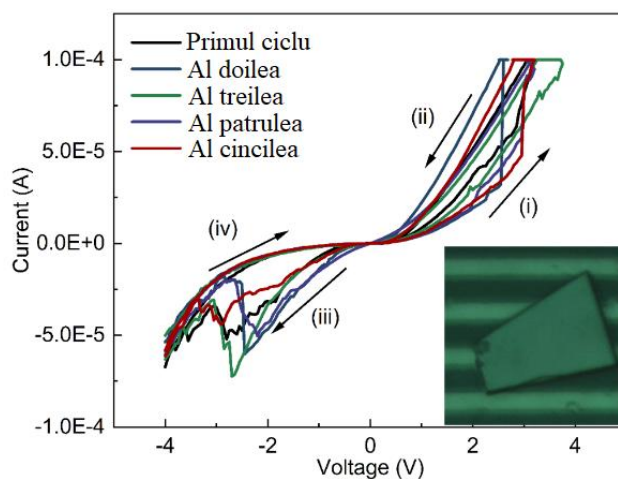 Primul ciclu
Al doilea
Al treilea
Al patrulea
Al cincilea
(ii)
(i)
(iv)
(iii)
1.0E-4
5.0E-5
0.0E+0
-5.0E-5
-1.0E-4
Current (A)
-4
-2
0
2
4
Voltage (V)